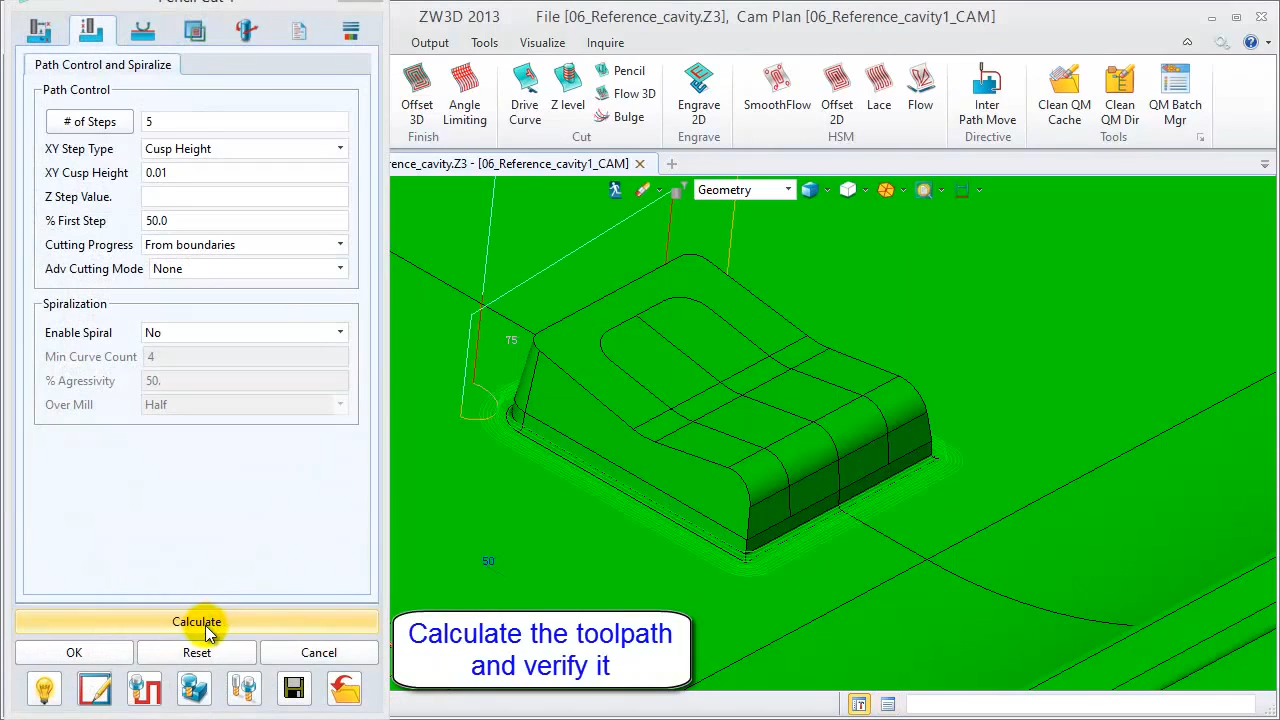 Pencil Cut 1
ZW3D 2013
File [06_Reference_cavity.Z3], Cam Plan [06_Reference_cavity1_CAM]
Output
Tools
Visualize
Inquire
Offset
3D
Angle
Limiting
Finish
Drive
Curve
Z level
Pencil
Flow 3D
Bulge
Cut
Engrave
2D
Engrave
SmoothFlow
Offset
2D
Lace
Flow
HSM
Inter
Path Move
Directive
Clean QM
Cache
Clean
QM Dir
QM Batch
Mgr
Tools
ence_cavity.Z3 - [06_Reference_cavity1_CAM]
Geometry
Path Control and Spiralize
Path Control
# of Steps
5
XY Step Type
Cusp Height
XY Cusp Height
0.01
Z Step Value.
% First Step
50.0
Cutting Progress
From boundaries
Adv Cutting Mode
None
Spiralization
Enable Spiral
No
Min Curve Count
4
% Agressivity
50.
Over Mill
Half
Calculate
OK
Reset
Cancel
75
50
Calculate the toolpath
and verify it